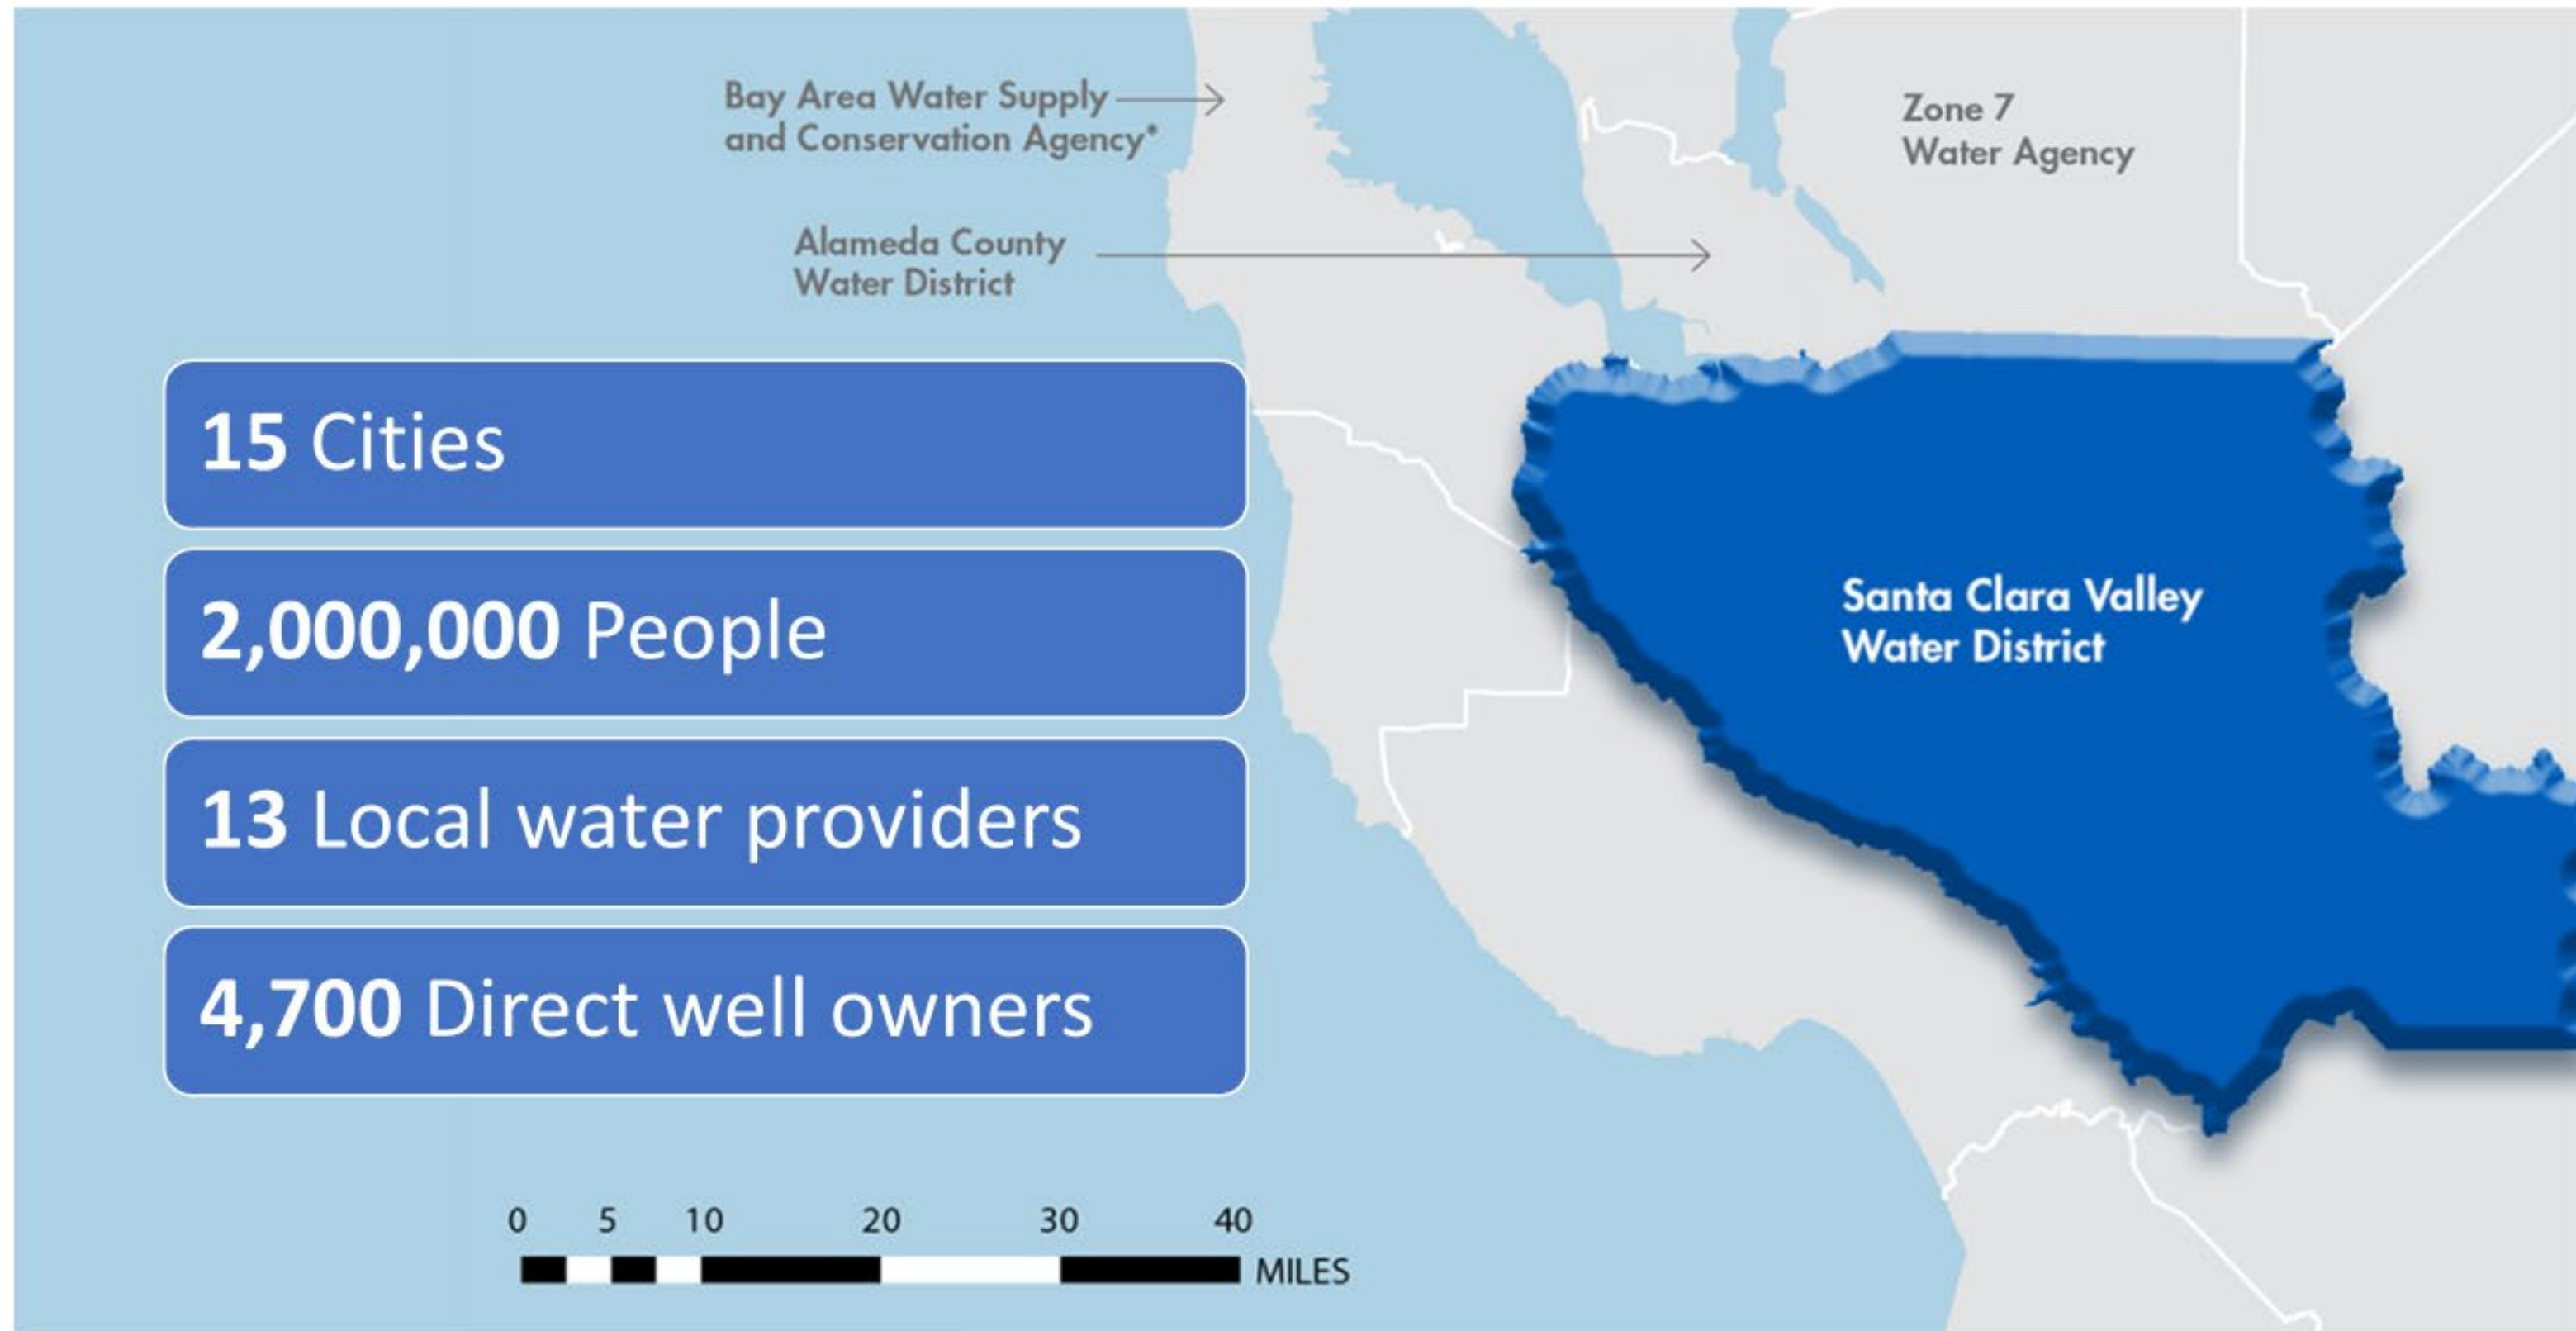 Bay Area Water Supply
and Conservation Agency*
Zone 7
Water Agency
Alameda County
Water District
15 Cities
2,000,000 People
13 Local water providers
4,700 Direct well owners
Santa Clara Valley
Water District
0 5 10 20 30 40
MILES